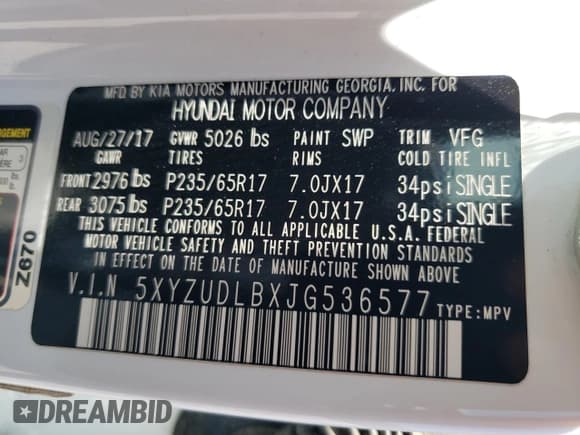 MFD. BY KIA MOTORS MANUFACTURING GEORGIA, INC. FOR
HYUNDAI MOTOR COMPANY
AUG/27/17 GVWR 5026 lbs PAINT SWP TRIM VFG
GAWR TIRES RIMS COLD TIRE INFL
FRONT 2976 lbs P235/65R17 7.0JX17 34psi SINGLE
REAR 3075 lbs P235/65R17 7.0JX17 34psi SINGLE
THIS VEHICLE CONFORMS TO ALL APPLICABLE U.S.A. FEDERAL
MOTOR VEHICLE SAFETY AND THEFT PREVENTION STANDARDS
IN EFFECT ON THE DATE OF MANUFACTURE SHOWN ABOVE.
V.I.N 5XYZUDLBXJG536577 TYPE: MPV
Z670
DREAMBID